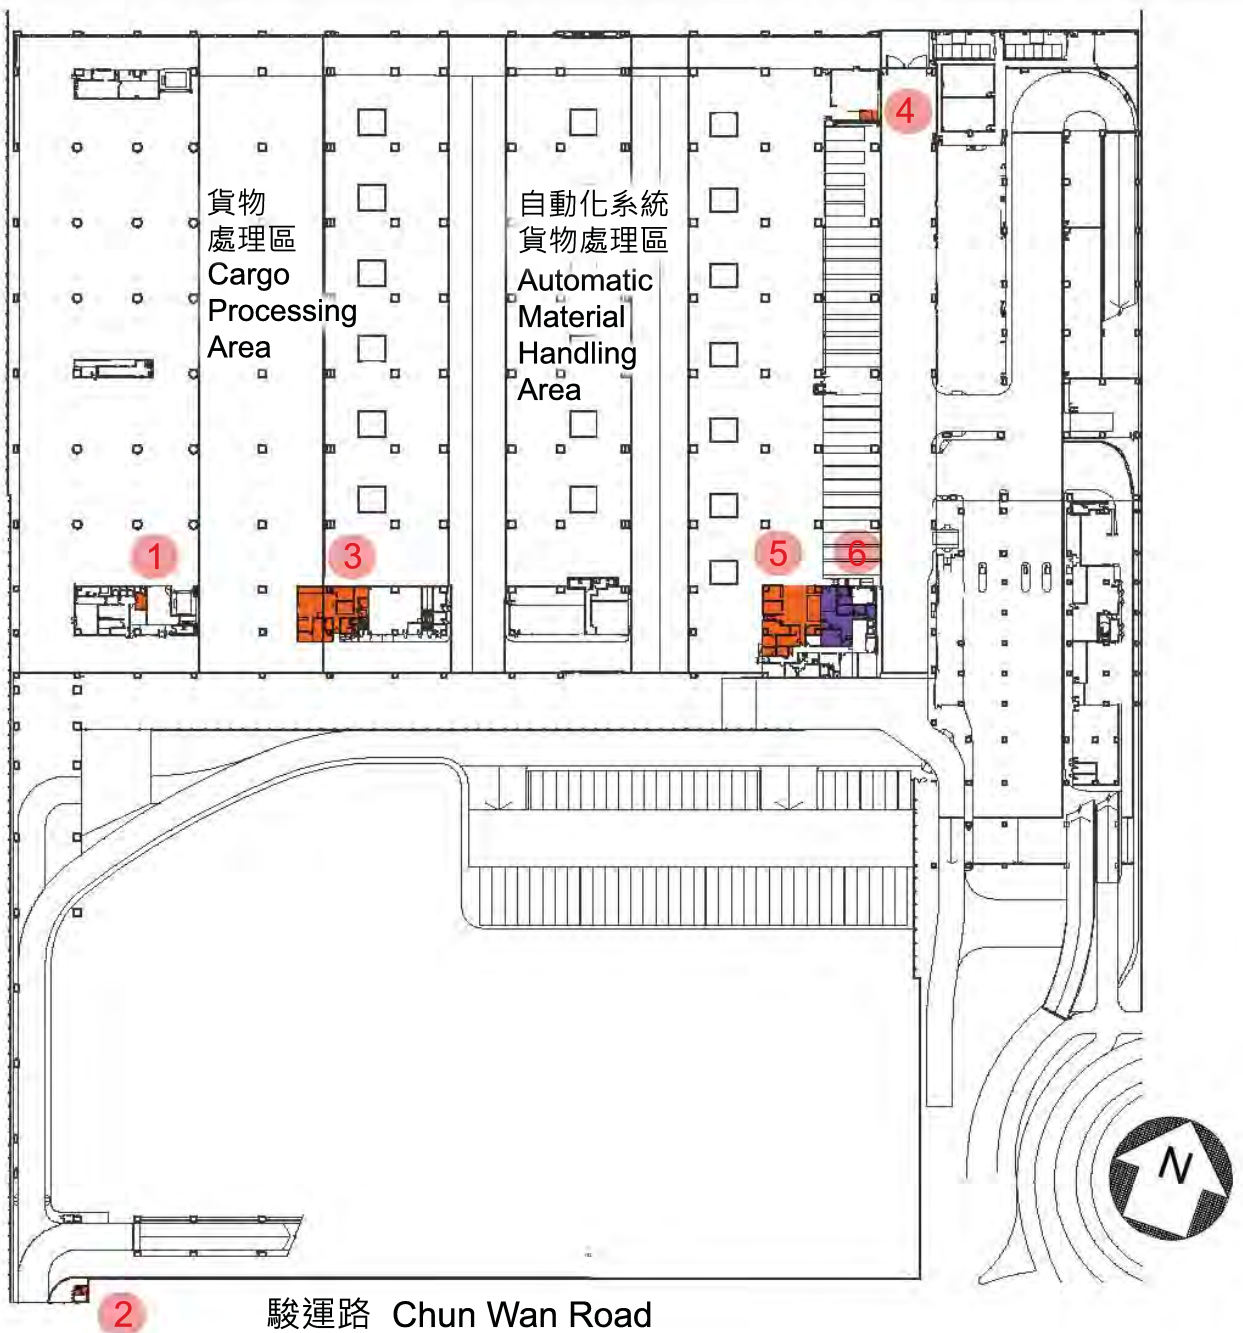 4
貨物
處理區
Cargo
Processing
Area
自動化系統
貨物處理區
Automatic
Material
Handling
Area
1
3
5
6
N
2
駿運路 Chun Wan Road